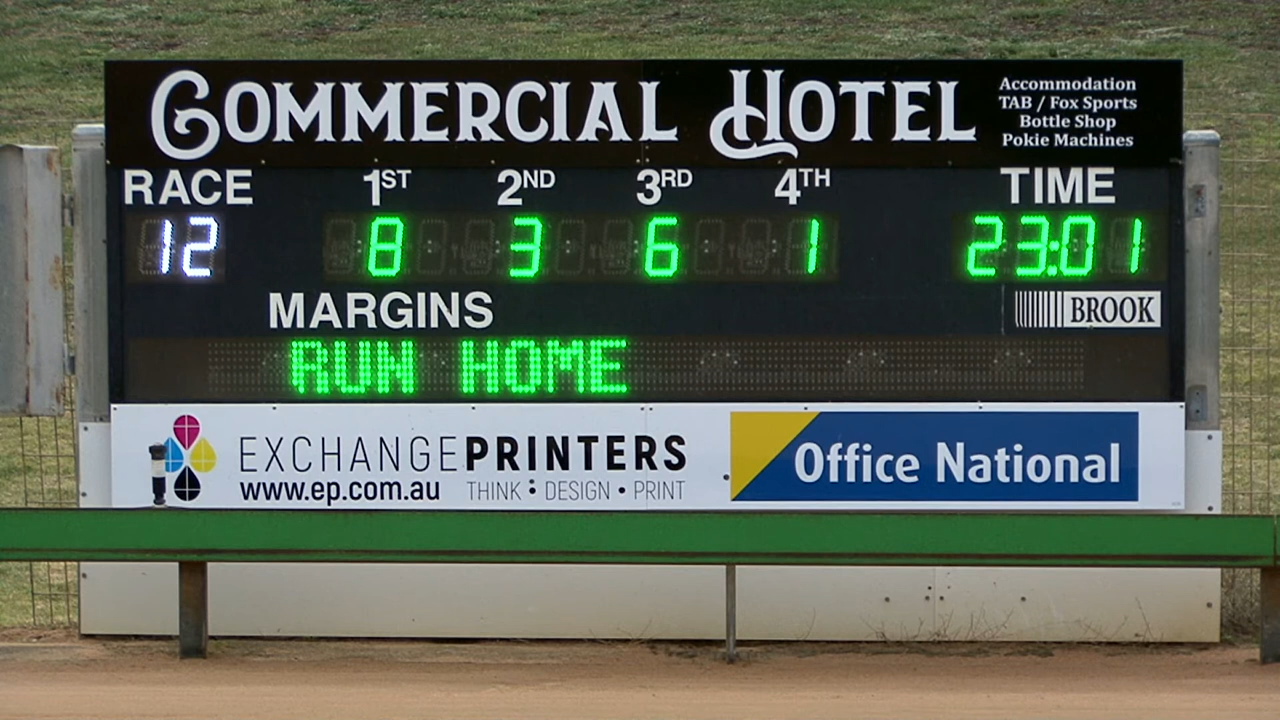 COMMERCIAL HOTEL
Accommodation
TAB / Fox Sports
Bottle Shop
Pokie Machines
RACE 1ST 2ND 3RD 4TH TIME
12 8 3 6 1 23:01
MARGINS
BROOK
RUN HOME
EXCHANGEPRINTERS
www.ep.com.au THINK • DESIGN • PRINT
Office National